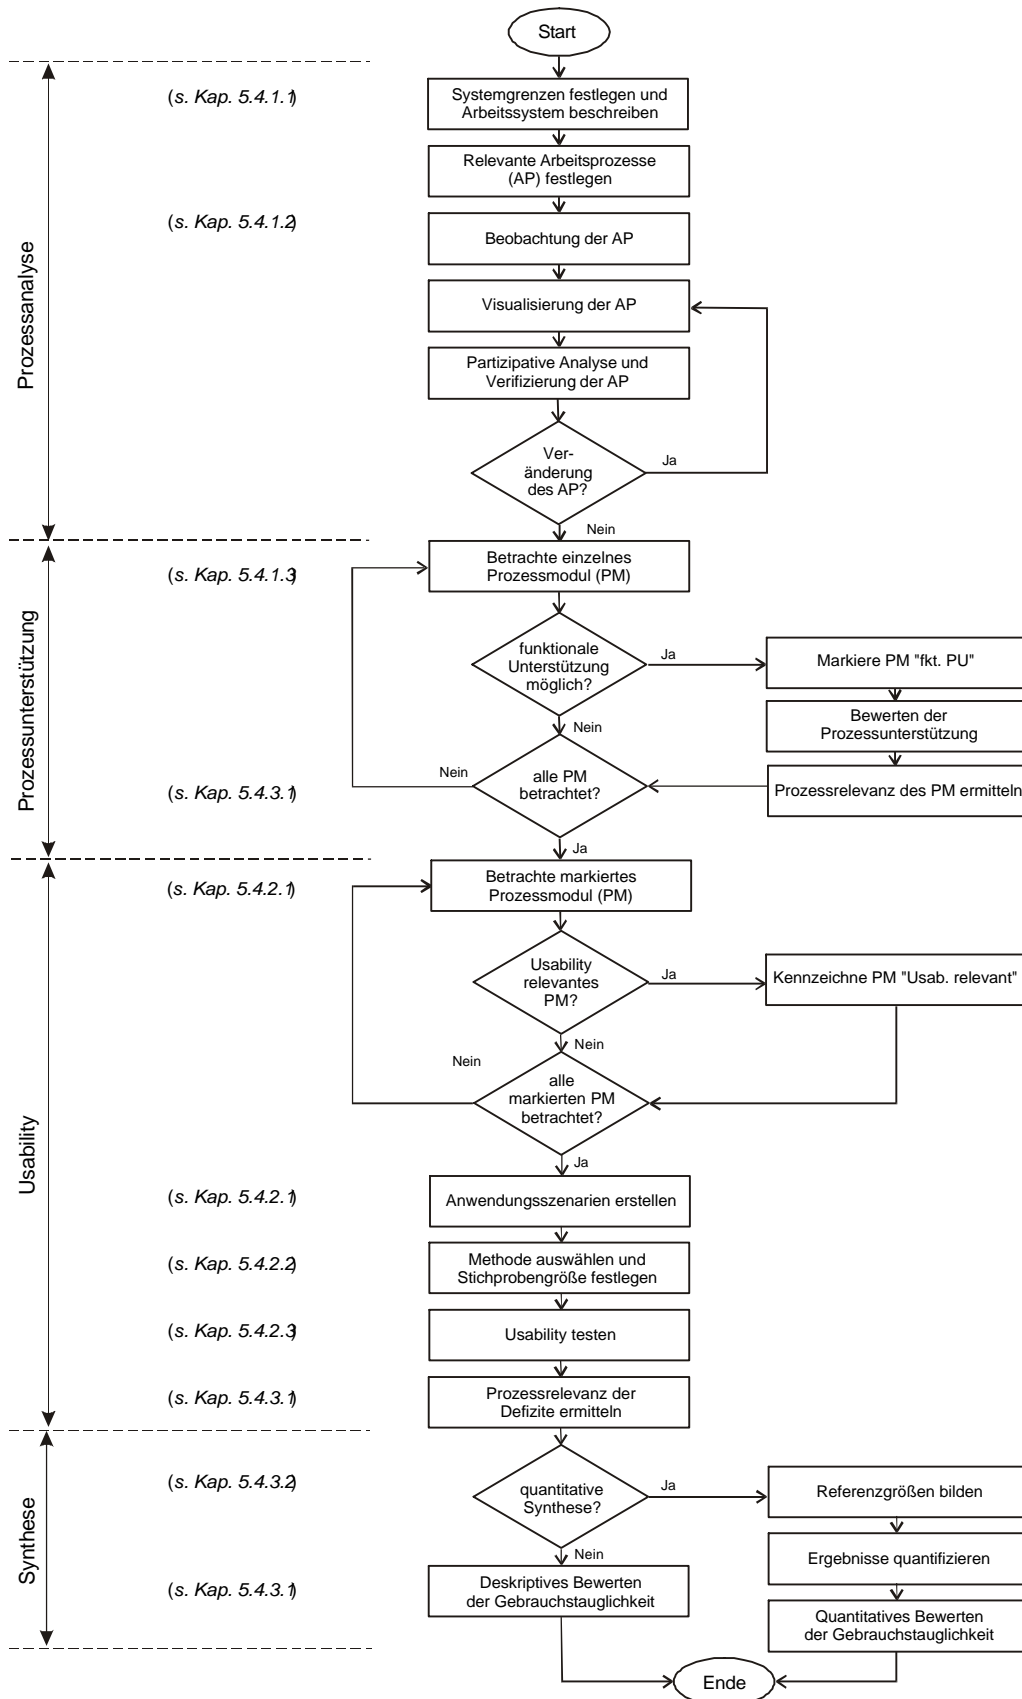 Start
Prozessanalyse
(s. Kap. 5.4.1.1)
Systemgrenzen festlegen und
Arbeitssystem beschreiben
Relevante Arbeitsprozesse
(AP) festlegen
(s. Kap. 5.4.1.2)
Beobachtung der AP
Visualisierung der AP
Partizipative Analyse und
Verifizierung der AP
Ver-
änderung
des AP?
Ja
Nein
Prozessunterstützung
(s. Kap. 5.4.1.3)
Betrachte einzelnes
Prozessmodul (PM)
funktionale
Unterstützung
möglich?
Ja
Markiere PM "fkt. PU"
Bewerten der
Prozessunterstützung
Nein
(s. Kap. 5.4.3.1)
Nein
alle PM
betrachtet?
Prozessrelevanz des PM ermitteln
Ja
Usability
(s. Kap. 5.4.2.1)
Betrachte markiertes
Prozessmodul (PM)
Usability
relevantes
PM?
Ja
Kennzeichne PM "Usab. relevant"
Nein
Nein
alle
markierten PM
betrachtet?
Ja
(s. Kap. 5.4.2.1)
Anwendungsszenarien erstellen
(s. Kap. 5.4.2.2)
Methode auswählen und
Stichprobengröße festlegen
(s. Kap. 5.4.2.3)
Usability testen
(s. Kap. 5.4.3.1)
Prozessrelevanz der
Defizite ermitteln
Synthese
(s. Kap. 5.4.3.2)
quantitative
Synthese?
Ja
Referenzgrößen bilden
Nein
Ergebnisse quantifizieren
(s. Kap. 5.4.3.1)
Deskriptives Bewerten
der Gebrauchstauglichkeit
Quantitatives Bewerten
der Gebrauchstauglichkeit
Ende